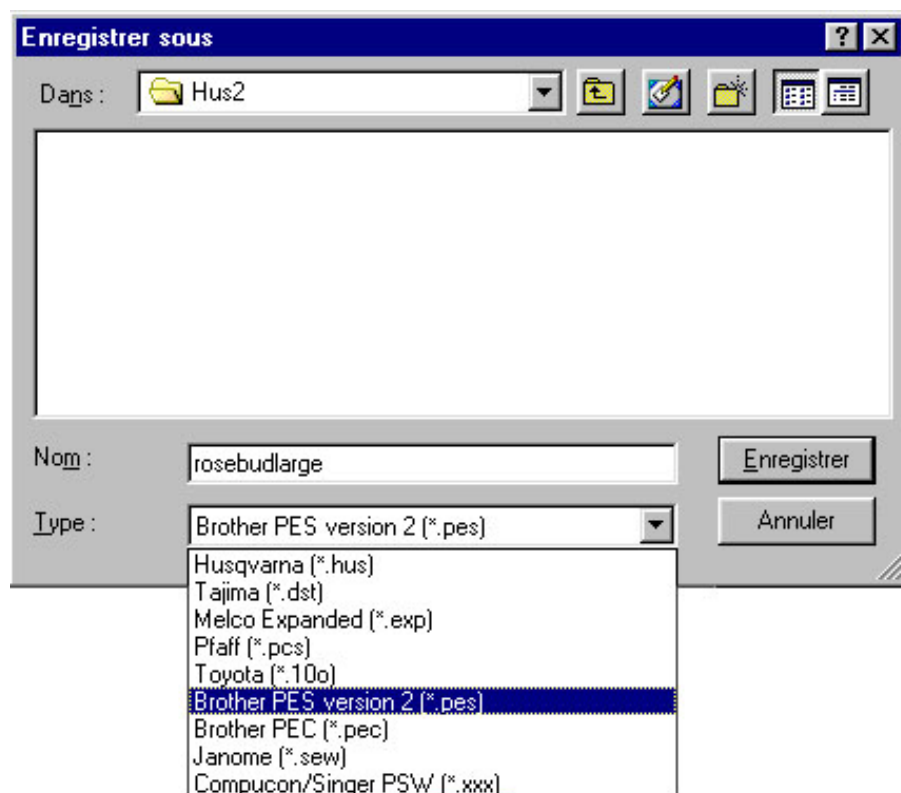 Enregistrer sous
Dans : Hus2
Nom : rosebudlarge Enregistrer
Type : Brother PES version 2 (*.pes) Annuler
Husqvarna (*.hus)
Tajima (*.dst)
Melco Expanded (*.exp)
Pfaff (*.pcs)
Toyota (*.10o)
Brother PES version 2 (*.pes)
Brother PEC (*.pec)
Janome (*.sew)
Compucon/Singer PSW (*.xxx)